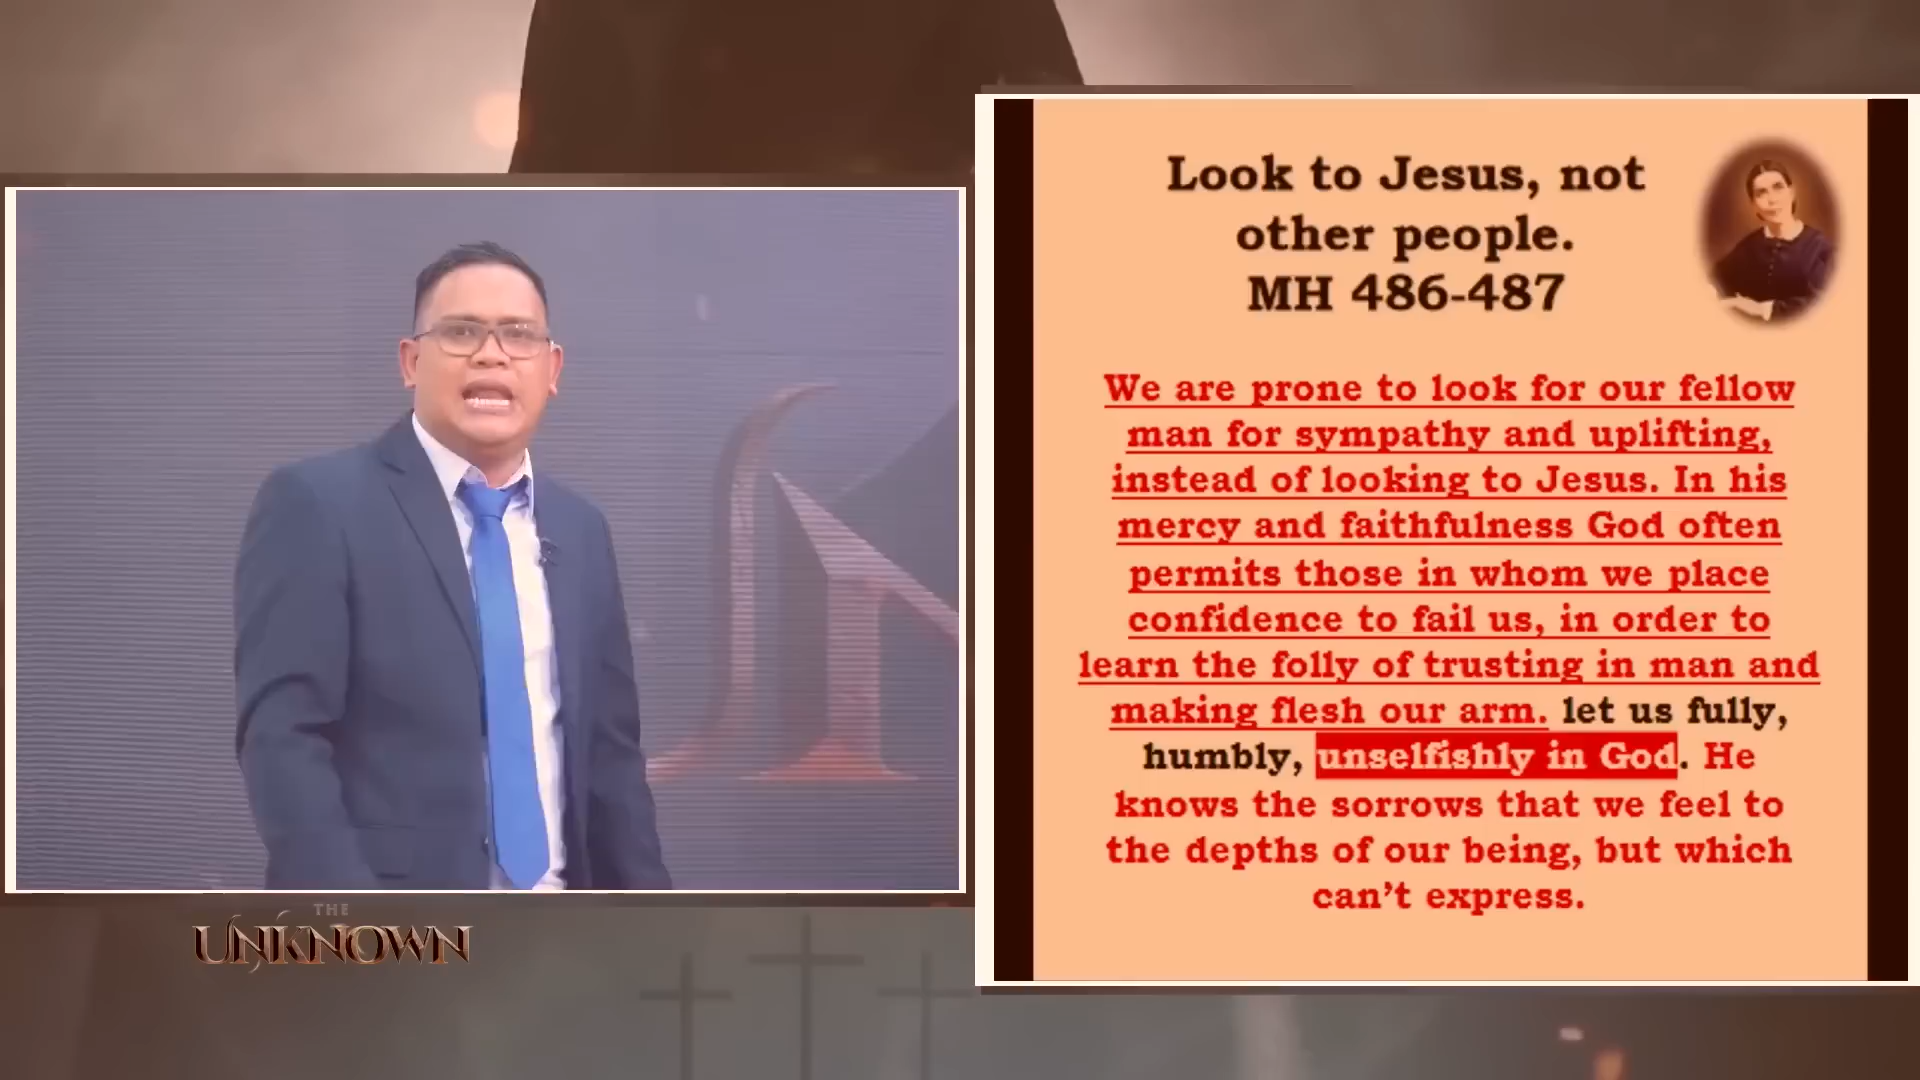 Look to Jesus, not
other people.
MH 486-487
We are prone to look for our fellow
man for sympathy and uplifting,
instead of looking to Jesus. In his
mercy and faithfulness God often
permits those in whom we place
confidence to fail us, in order to
learn the folly of trusting in man and
making flesh our arm. let us fully,
humbly, unselfishly in God. He
knows the sorrows that we feel to
the depths of our being, but which
can't express.
THE
UNKNOWN